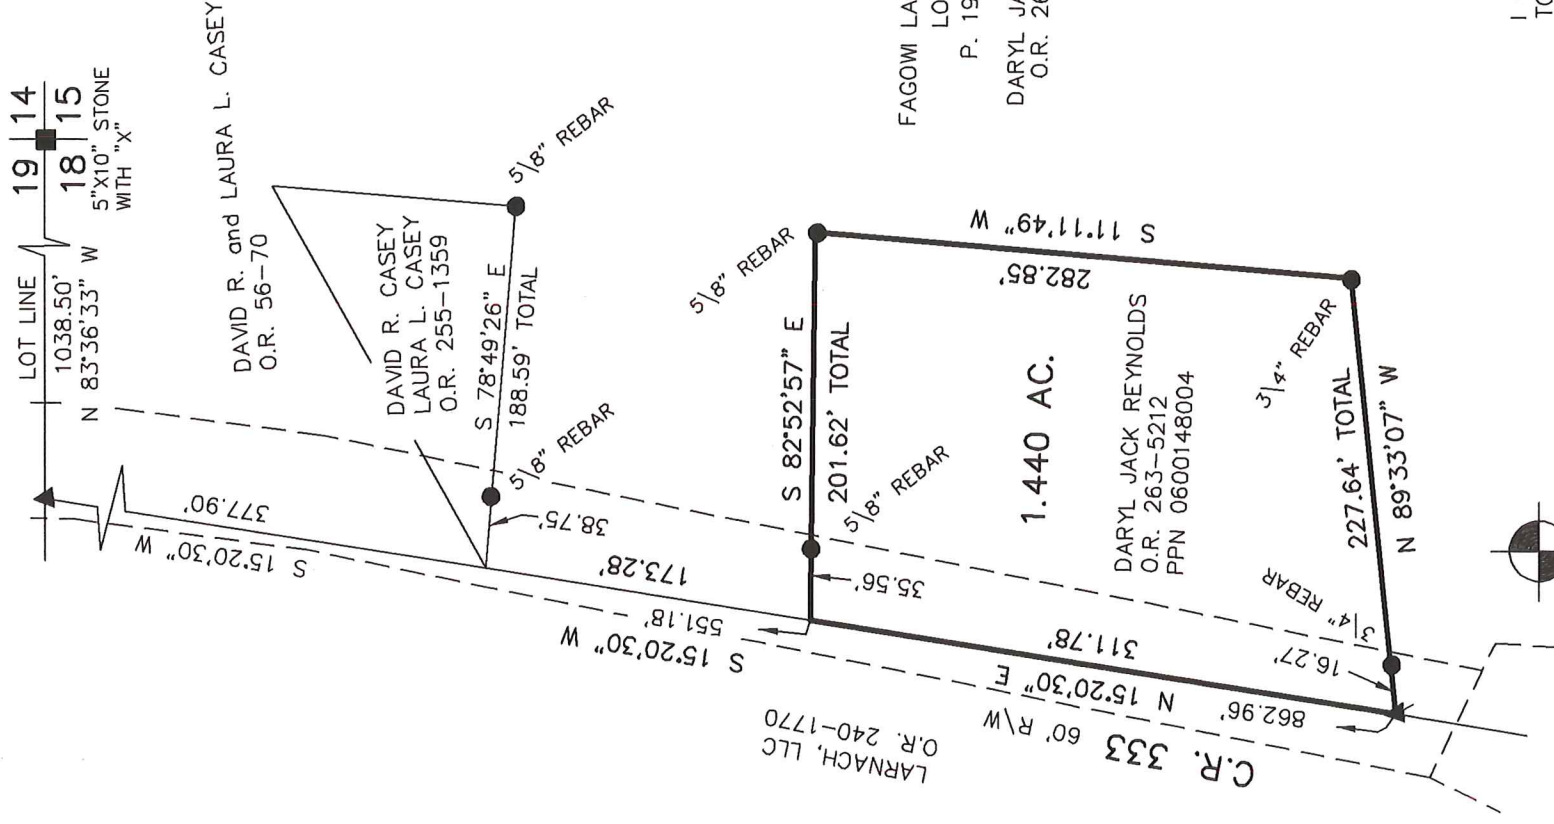 19 14
18 15
5"X10" STONE
WITH "X"
LOT LINE
1038.50'
N 83°36'33" W
DAVID R. and LAURA L. CASEY
O.R. 56-70
DAVID R. CASEY
LAURA L. CASEY
O.R. 255-1359
S 78°49'26" E
188.59' TOTAL
5\8" REBAR
5\8" REBAR
38.75'
377.90'
S 15°20'30" W
173.28'
551.18'
S 15°20'30" W
5\8" REBAR
S 82°52'57" E
201.62' TOTAL
5\8" REBAR
35.56'
S 11°11'49" W
282.85'
1.440 AC.
DARYL JACK REYNOLDS
O.R. 263-5212
PPN 0600148004
3\4" REBAR
227.64' TOTAL
N 89°33'07" W
3\4" REBAR
16.27'
311.78'
N 15°20'30" E
862.96'
60' R\W
C.R. 333
LARNACH, LLC
O.R. 240-1770
FAGOWI LA
LO
P. 19
DARYL JA
O.R. 26
I
TO